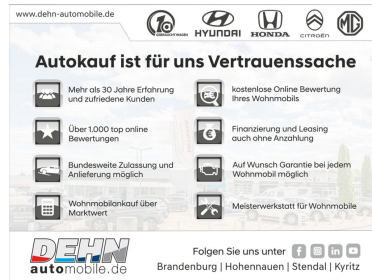 www.dehn-automobile.de
GEBRAUCHTWAGEN HYUNDAI HONDA CITROËN MG
Autokauf ist für uns Vertrauenssache
Mehr als 30 Jahre Erfahrung
und zufriedene Kunden
kostenlose Online Bewertung
Ihres Wohnmobils
Über 1.000 top online
Bewertungen
Finanzierung und Leasing
auch ohne Anzahlung
Bundesweite Zulassung und
Anlieferung möglich
Auf Wunsch Garantie bei jedem
Wohnmobil möglich
Wohnmobilankauf über
Marktwert
Meisterwerkstatt für Wohnmobile
DEHN
automobile.de
Folgen Sie uns unter
Brandenburg | Hohennauen | Stendal | Kyritz